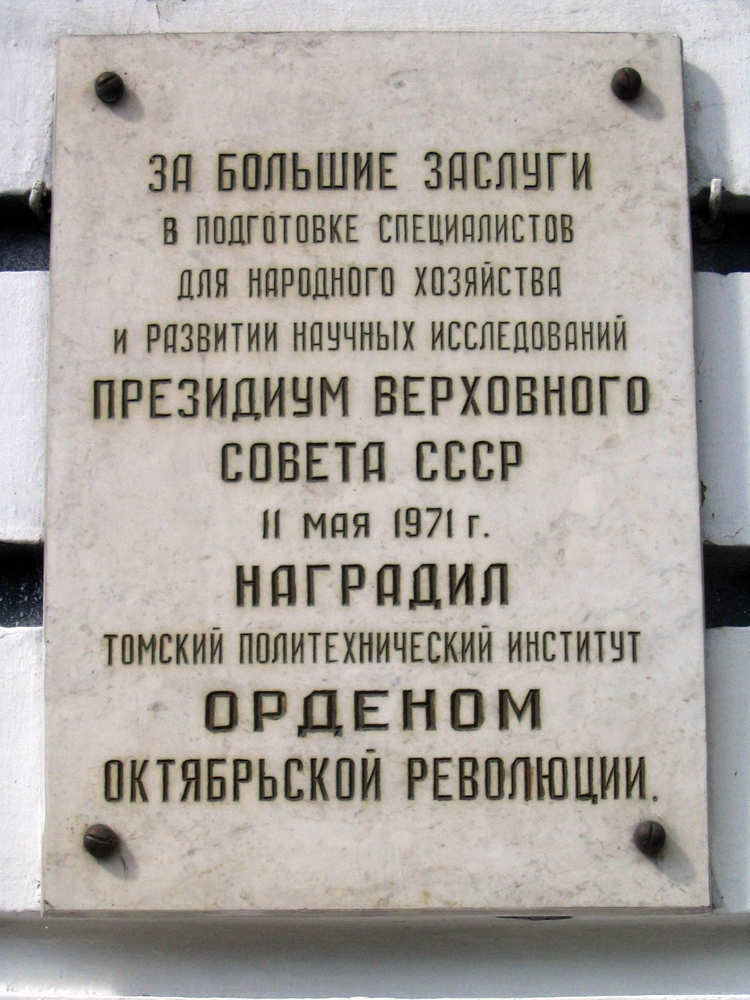 ЗА БОЛЬШИЕ ЗАСЛУГИ
В ПОДГОТОВКЕ СПЕЦИАЛИСТОВ
ДЛЯ НАРОДНОГО ХОЗЯЙСТВА
И РАЗВИТИИ НАУЧНЫХ ИССЛЕДОВАНИЙ
ПРЕЗИДИУМ ВЕРХОВНОГО
СОВЕТА СССР
11 МАЯ 1971 г.
НАГРАДИЛ
ТОМСКИЙ ПОЛИТЕХНИЧЕСКИЙ ИНСТИТУТ
ОРДЕНОМ
ОКТЯБРЬСКОЙ РЕВОЛЮЦИИ.